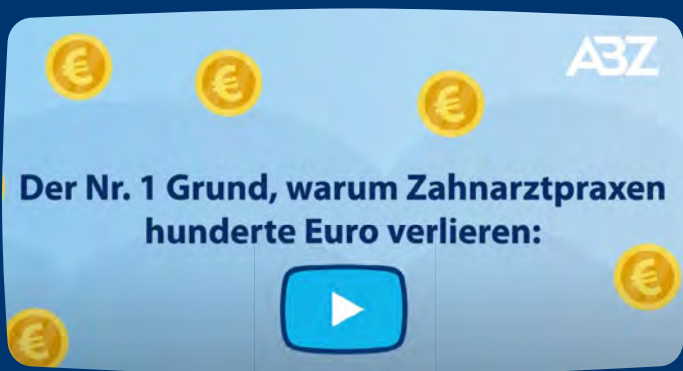 ABZ
Der Nr. 1 Grund, warum Zahnarztpraxen
hunderte Euro verlieren:
€
€
€
€
€